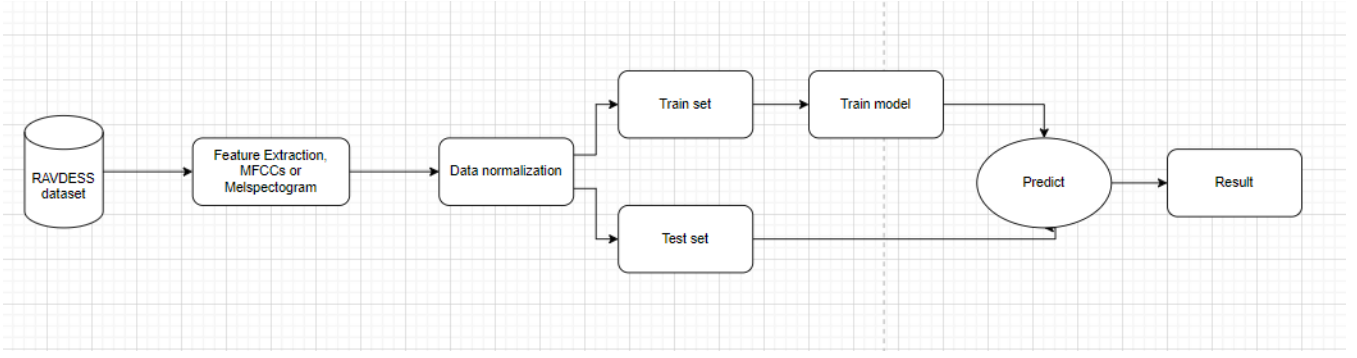 RAVDESS
dataset
Feature Extraction,
MFCCs or
Melspectogram
Data normalization
Train set
Train model
Test set
Predict
Result